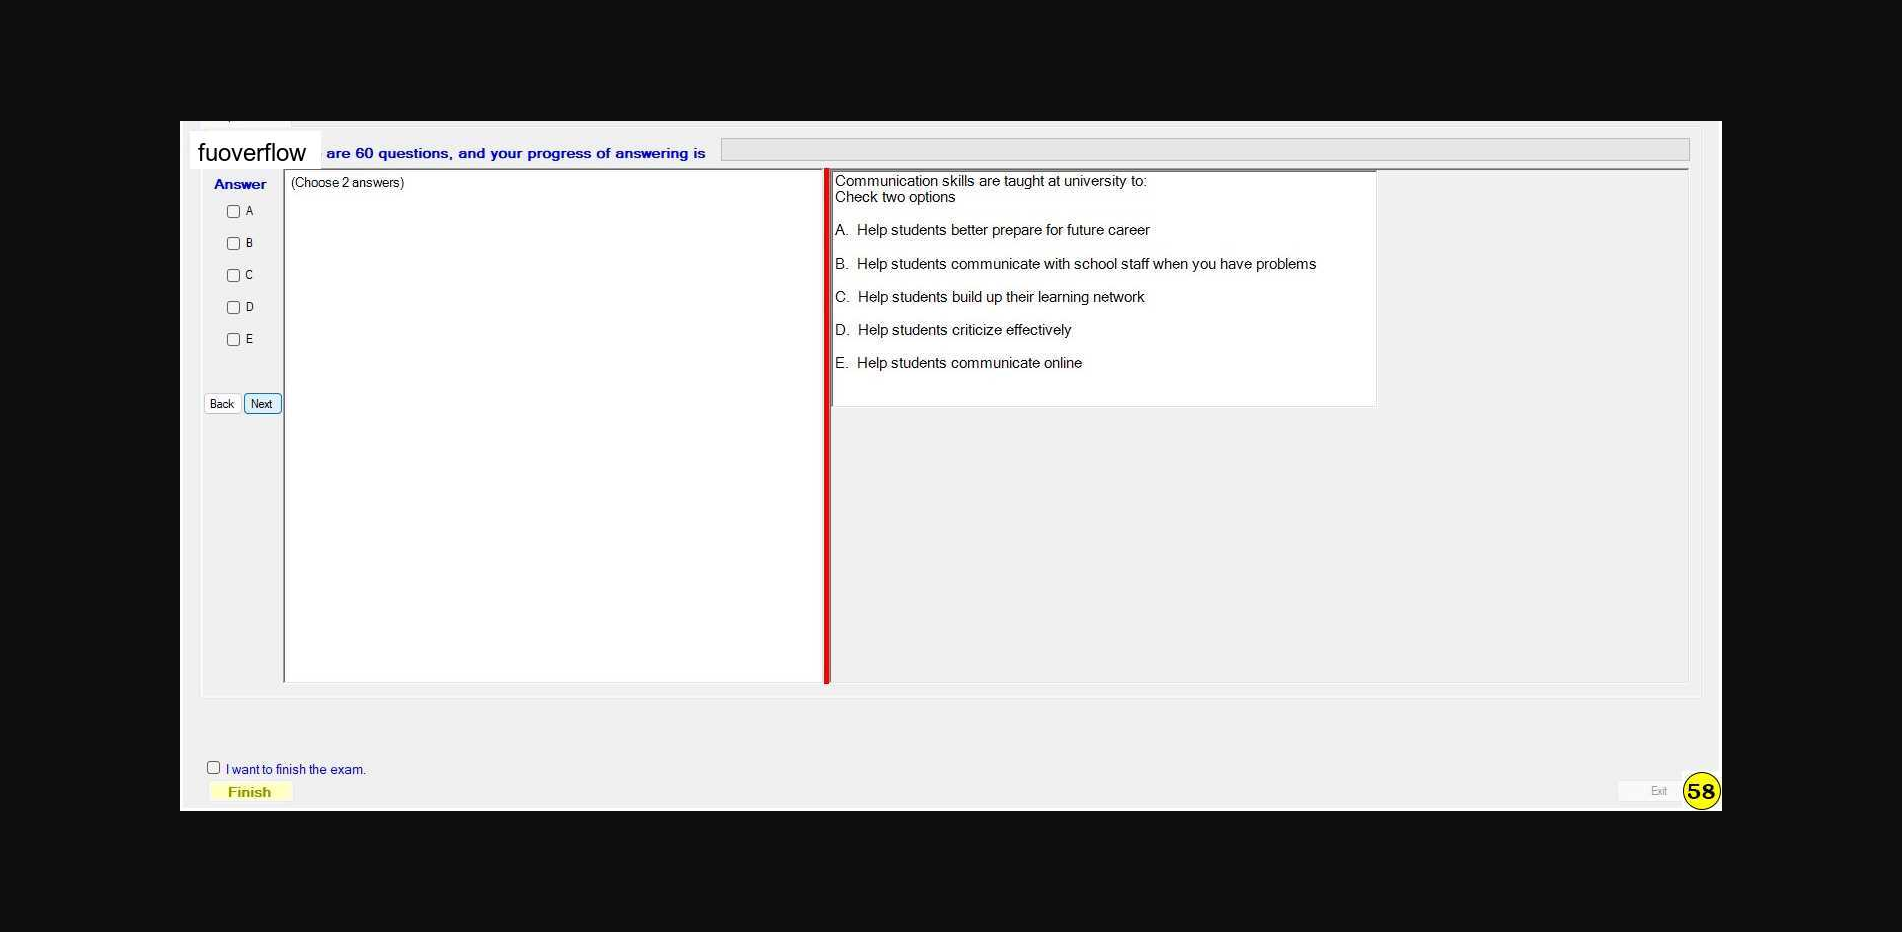 fuoverflow are 60 questions, and your progress of answering is
Answer
A
B
C
D
E
Back Next
(Choose 2 answers)
Communication skills are taught at university to:
Check two options
A. Help students better prepare for future career
B. Help students communicate with school staff when you have problems
C. Help students build up their learning network
D. Help students criticize effectively
E. Help students communicate online
I want to finish the exam.
Finish
Exit
58